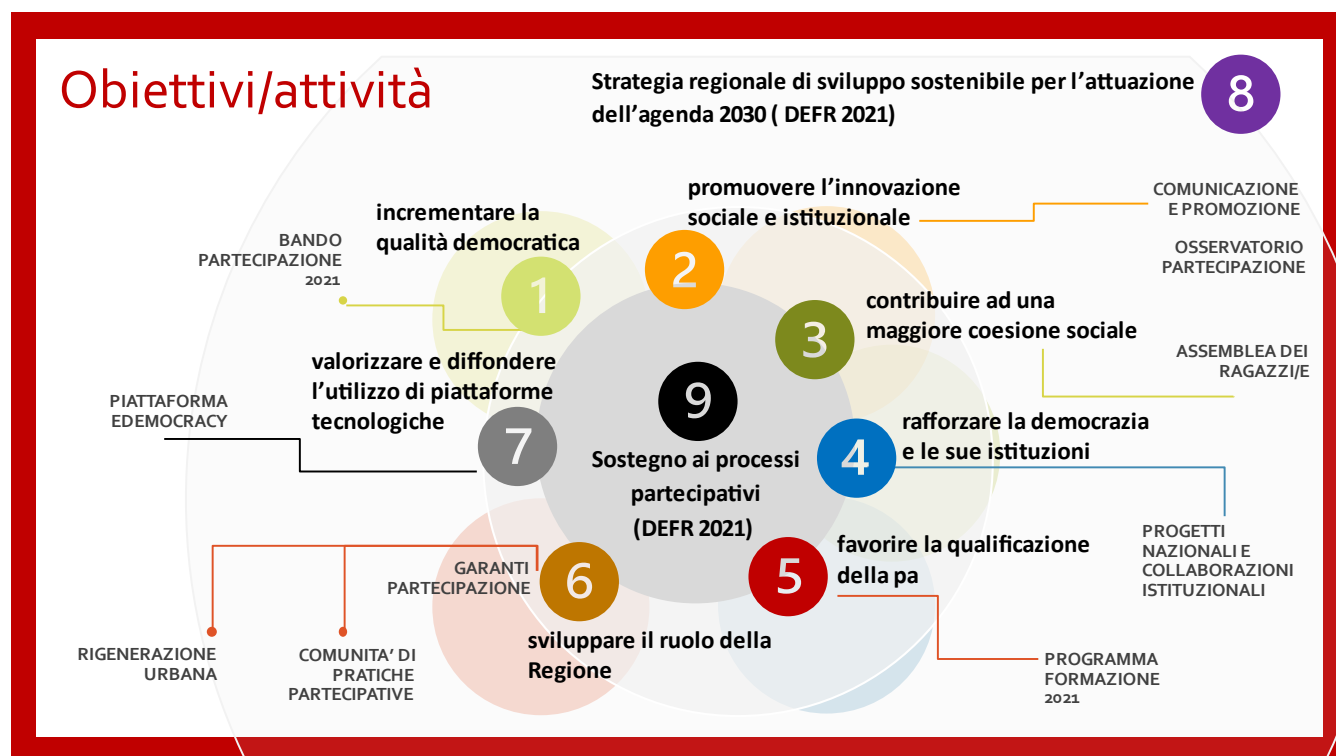 Obiettivi/attività
Strategia regionale di sviluppo sostenibile per l'attuazione
dell'agenda 2030 ( DEFR 2021)
8
incrementare la
qualità democratica
1
BANDO
PARTECIPAZIONE
2021
promuovere l'innovazione
sociale e istituzionale
2
COMUNICAZIONE
E PROMOZIONE
OSSERVATORIO
PARTECIPAZIONE
contribuire ad una
maggiore coesione sociale
3
ASSEMBLEA DEI
RAGAZZI/E
rafforzare la democrazia
e le sue istituzioni
4
PROGETTI
NAZIONALI E
COLLABORAZIONI
ISTITUZIONALI
favorire la qualificazione
della pa
5
PROGRAMMA
FORMAZIONE
2021
6
sviluppare il ruolo della
Regione
GARANTI
PARTECIPAZIONE
RIGENERAZIONE
URBANA
COMUNITA' DI
PRATICHE
PARTECIPATIVE
valorizzare e diffondere
l'utilizzo di piattaforme
tecnologiche
7
PIATTAFORMA
EDEMOCRACY
9
Sostegno ai processi
partecipativi
(DEFR 2021)